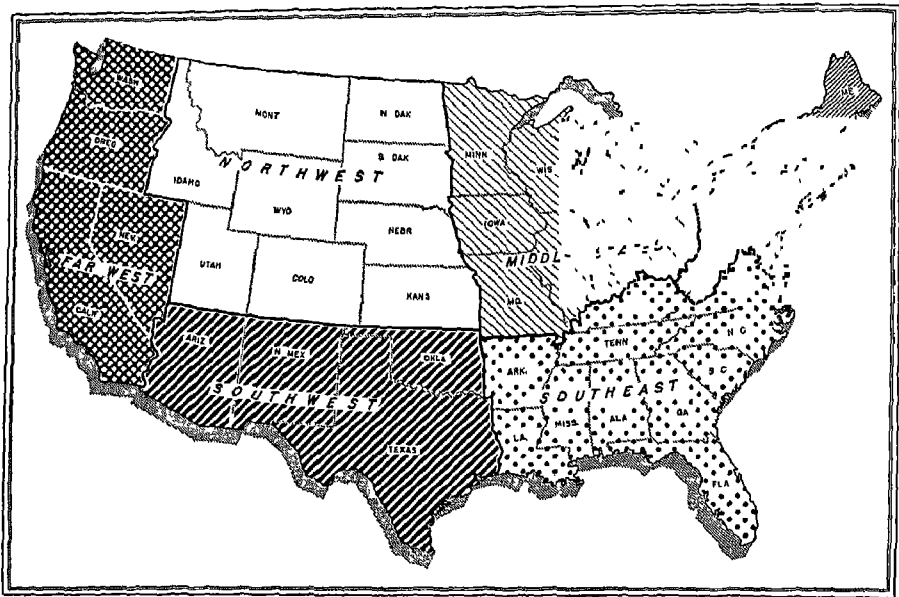 WASH
OREG
NEV.
CALIF
FAR WEST
MONT
IDAHO
WYO
UTAH
COLO
N DAK
S DAK
NEBR
KANS
NORTHWEST
ARIZ
N. MEX
OKLA
TEXAS
SOUTHWEST
MINN
WIS
IOWA
MO.
MIDDL
ME
ARK.
LA.
MISS.
TENN
ALA
GA.
FLA
S C
N C
SOUTHEAST